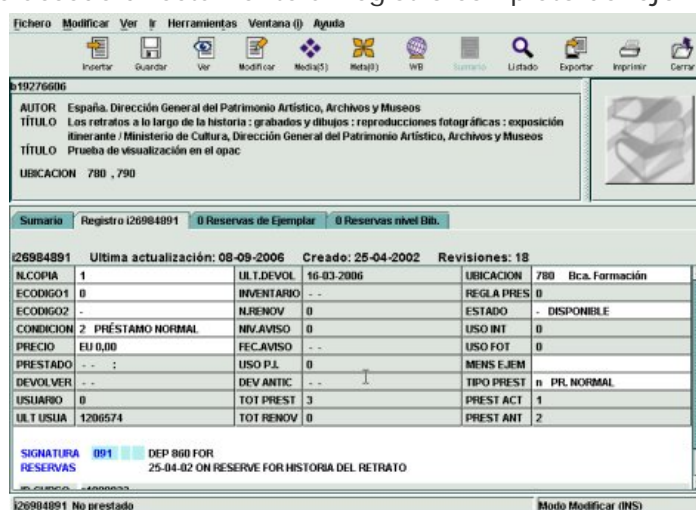 Fichero Modificar Ver Ir Herramientas Ventana (i) Ayuda
Insertar Guardar Ver Modificar Media(5) Meta(0) WB Sumario Listado Exportar Imprimir Cerrar
b19276606
AUTOR España. Dirección General del Patrimonio Artístico, Archivos y Museos
TÍTULO Los retratos a lo largo de la historia : grabados y dibujos : reproducciones fotográficas : exposición
itinerante / Ministerio de Cultura, Dirección General del Patrimonio Artístico, Archivos y Museos
TÍTULO Prueba de visualización en el opac
UBICACION 780 , 790
Sumario Registro i26984891 0 Reservas de Ejemplar 0 Reservas nivel Bib.
i26984891 Ultima actualización: 08-09-2006 Creado: 25-04-2002 Revisiones: 18
N.COPIA 1 ULT.DEVOL 16-03-2006 UBICACION 780 Bca. Formación
ECODIGO1 0 INVENTARIO - - REGLA PRES 0
ECODIGO2 - N.RENOV 0 ESTADO - DISPONIBLE
CONDICION 2 PRÉSTAMO NORMAL NIV.AVISO 0 USO INT 0
PRECIO EU 0,00 FEC.AVISO - - USO FOT 0
PRESTADO - - : USO P.I. 0 MENS EJEM
DEVOLVER - - DEV ANTIC - - TIPO PREST n PR. NORMAL
USUARIO 0 TOT PREST 3 PREST ACT 1
ULT USUA 1206574 TOT RENOV 0 PREST ANT 2
SIGNATURA 091 DEP 860 FOR
RESERVAS 25-04-02 ON RESERVE FOR HISTORIA DEL RETRATO
i26984891 No prestado Modo Modificar (INS)